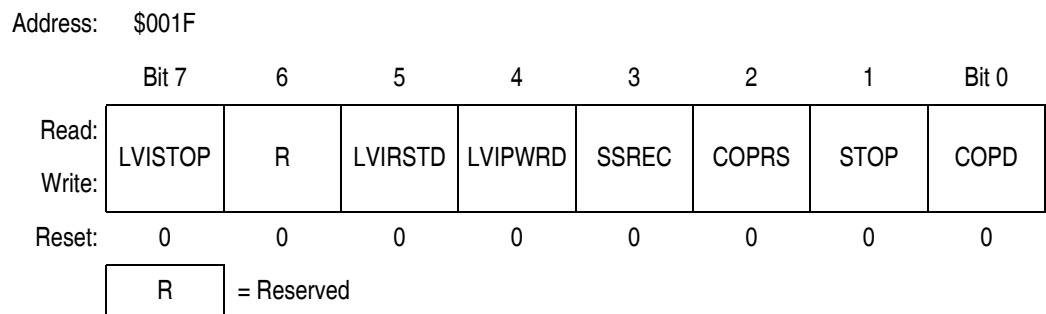 Address: $001F
Bit 7 6 5 4 3 2 1 Bit 0
Read:
LVISTOP R LVIRSTD LVIPWRD SSREC COPRS STOP COPD
Write:
Reset: 0 0 0 0 0 0 0 0
R = Reserved